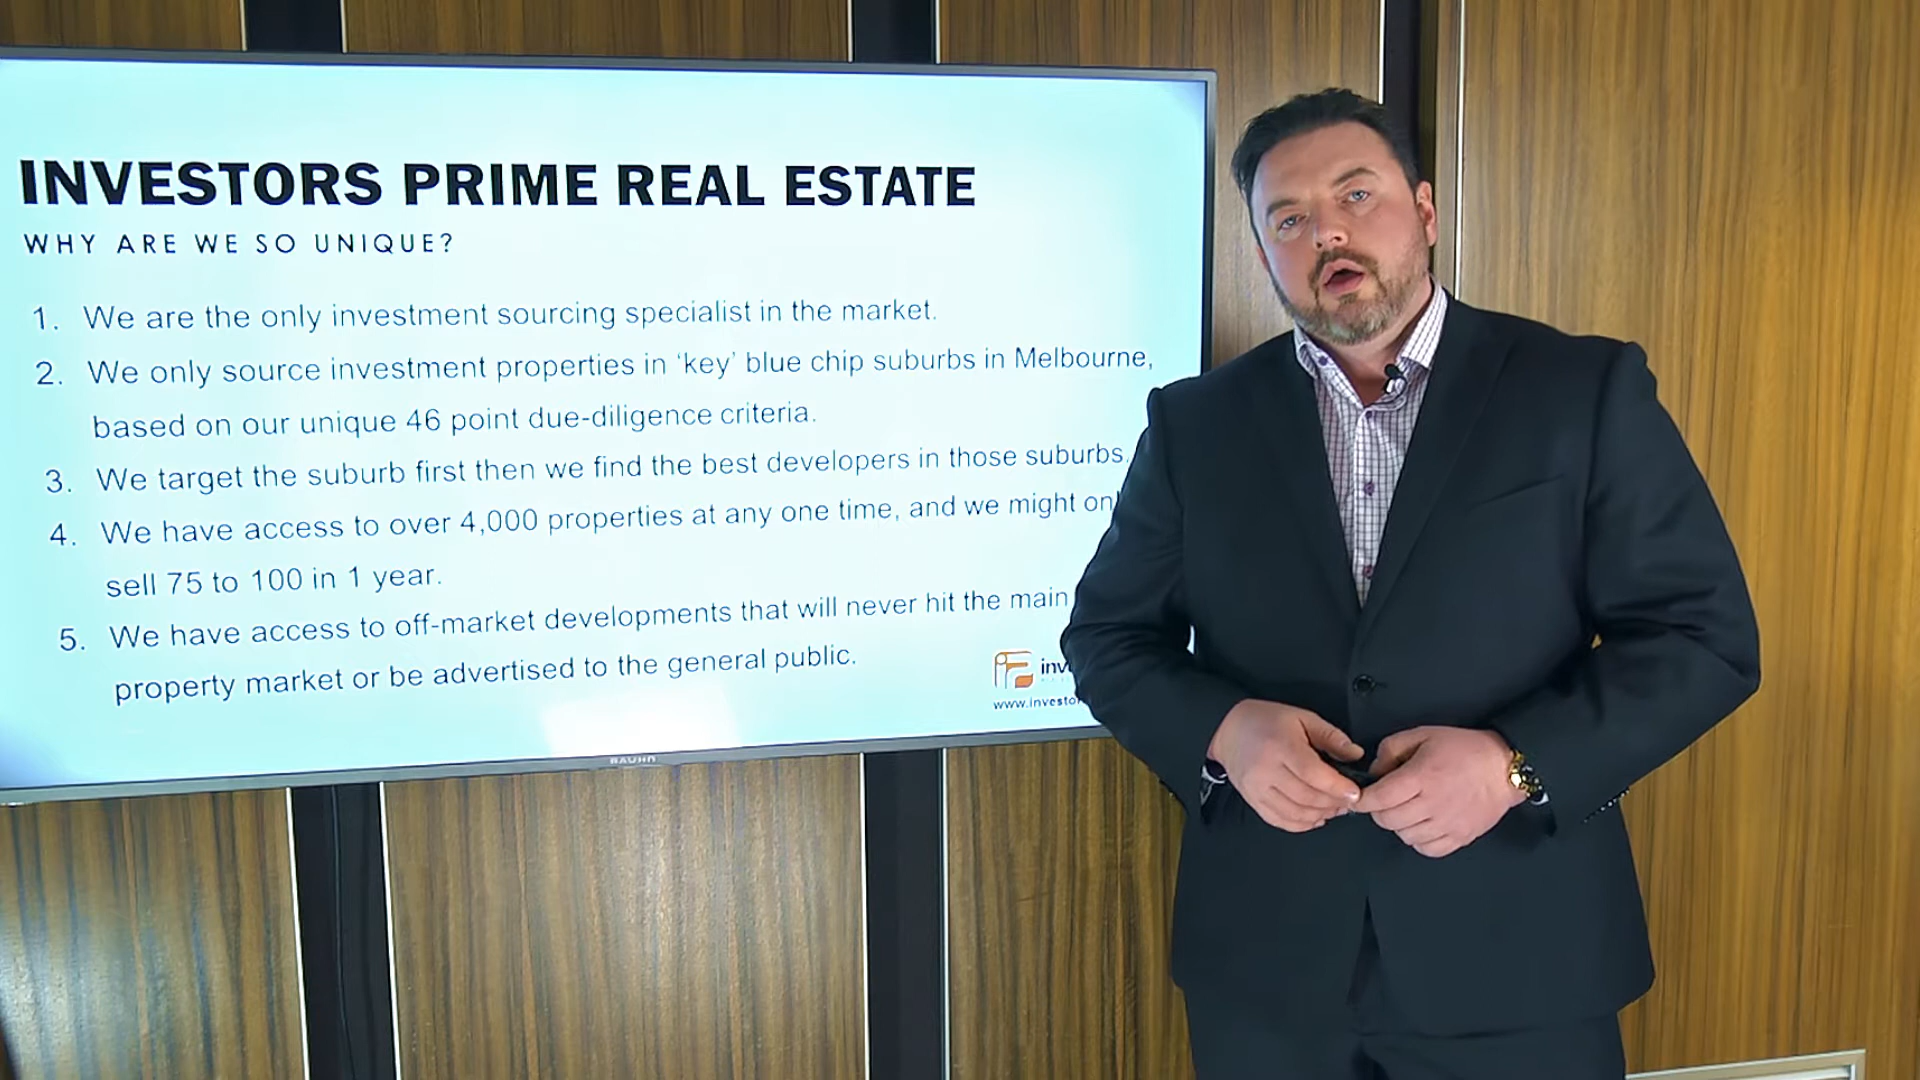 INVESTORS PRIME REAL ESTATE
WHY ARE WE SO UNIQUE?
1. We are the only investment sourcing specialist in the market.
2. We only source investment properties in ‘key’ blue chip suburbs in Melbourne,
based on our unique 46 point due-diligence criteria.
3. We target the suburb first then we find the best developers in those suburbs.
4. We have access to over 4,000 properties at any one time, and we might
sell 75 to 100 in 1 year.
5. We have access to off-market developments that will never hit the main
property market or be advertised to the general public.
BAUHN